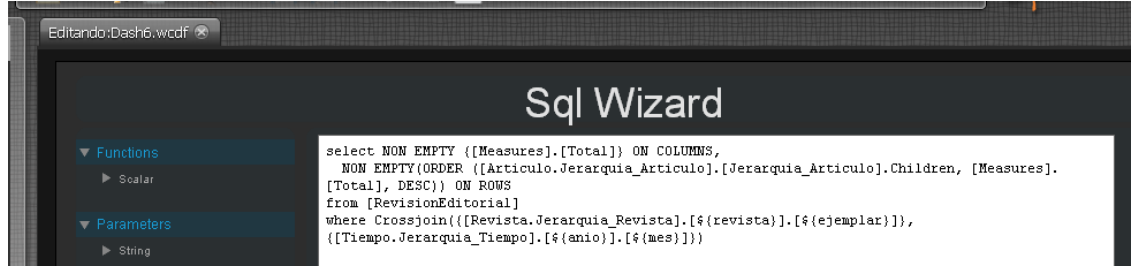 Editando:Dash6.wcdf
Sql Wizard
Functions
Scalar
Parameters
String
select NON EMPTY {[Measures].[Total]} ON COLUMNS,
NON EMPTY(ORDER ([Articulo.Jerarquia_Articulo].[Jerarquia_Articulo].Children, [Measures].
[Total], DESC)) ON ROWS
from [RevisionEditorial]
where Crossjoin({[Revista.Jerarquia_Revista].[${revista}].[${ejemplar}]},
{[Tiempo.Jerarquia_Tiempo].[${anio}].[${mes}]})